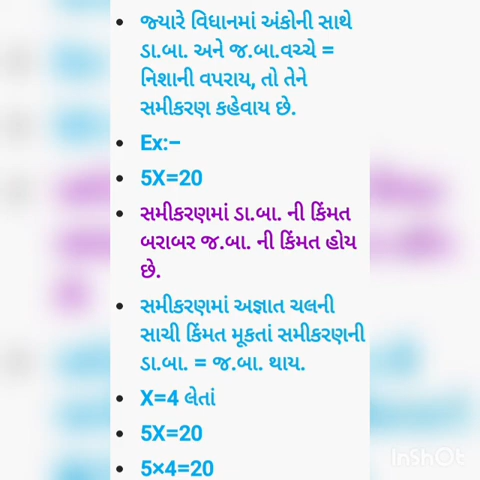 • જ્યારે વિધાનમાં અંકોની સાથે
ડા.બા. અને જ.બા.વચ્ચે =
નિશાની વપરાય, તો તેને
સમીકરણ કહેવાય છે.
• Ex:–
• 5X=20
• સમીકરણમાં ડા.બા. ની કિંમત
બરાબર જ.બા. ની કિંમત હોય
છે.
• સમીકરણમાં અજ્ઞાત ચલની
સાચી કિંમત મૂકતાં સમીકરણની
ડા.બા. = જ.બા. થાય.
• X=4 લેતાં
• 5X=20
• 5×4=20
InShOt